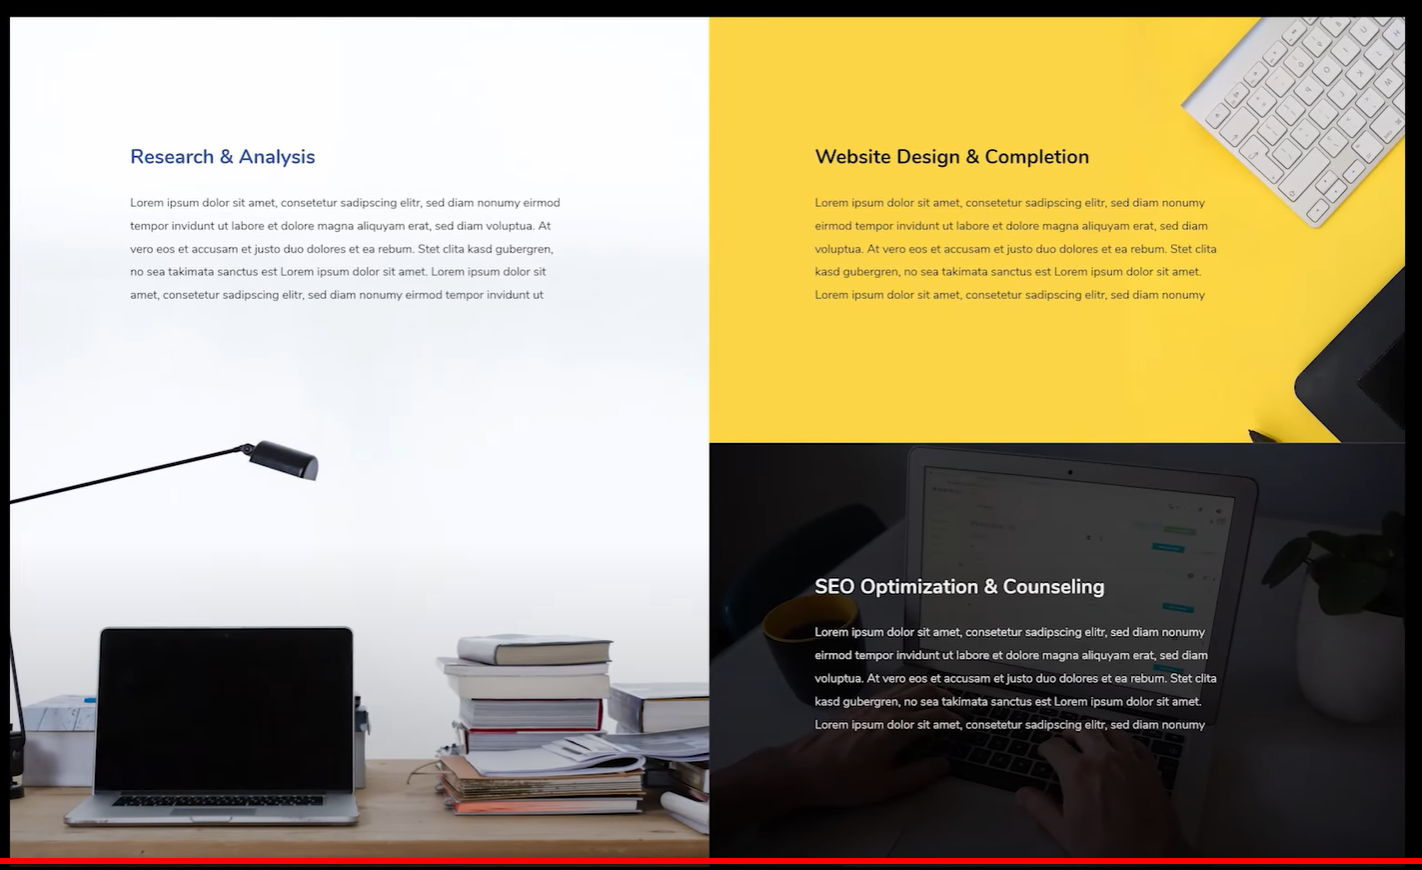 Research & Analysis
Lorem ipsum dolor sit amet, consetetur sadipscing elitr, sed diam nonumy eirmod
tempor invidunt ut labore et dolore magna aliquyam erat, sed diam voluptua. At
vero eos et accusam et justo duo dolores et ea rebum. Stet clita kasd gubergren,
no sea takimata sanctus est Lorem ipsum dolor sit amet. Lorem ipsum dolor sit
amet, consetetur sadipscing elitr, sed diam nonumy eirmod tempor invidunt ut
Website Design & Completion
Lorem ipsum dolor sit amet, consetetur sadipscing elitr, sed diam nonumy
eirmod tempor invidunt ut labore et dolore magna aliquyam erat, sed diam
voluptua. At vero eos et accusam et justo duo dolores et ea rebum. Stet clita
kasd gubergren, no sea takimata sanctus est Lorem ipsum dolor sit amet.
Lorem ipsum dolor sit amet, consetetur sadipscing elitr, sed diam nonumy
SEO Optimization & Counseling
Lorem ipsum dolor sit amet, consetetur sadipscing elitr, sed diam nonumy
eirmod tempor invidunt ut labore et dolore magna aliquyam erat, sed diam
voluptua. At vero eos et accusam et justo duo dolores et ea rebum. Stet clita
kasd gubergren, no sea takimata sanctus est Lorem ipsum dolor sit amet.
Lorem ipsum dolor sit amet, consetetur sadipscing elitr, sed diam nonumy